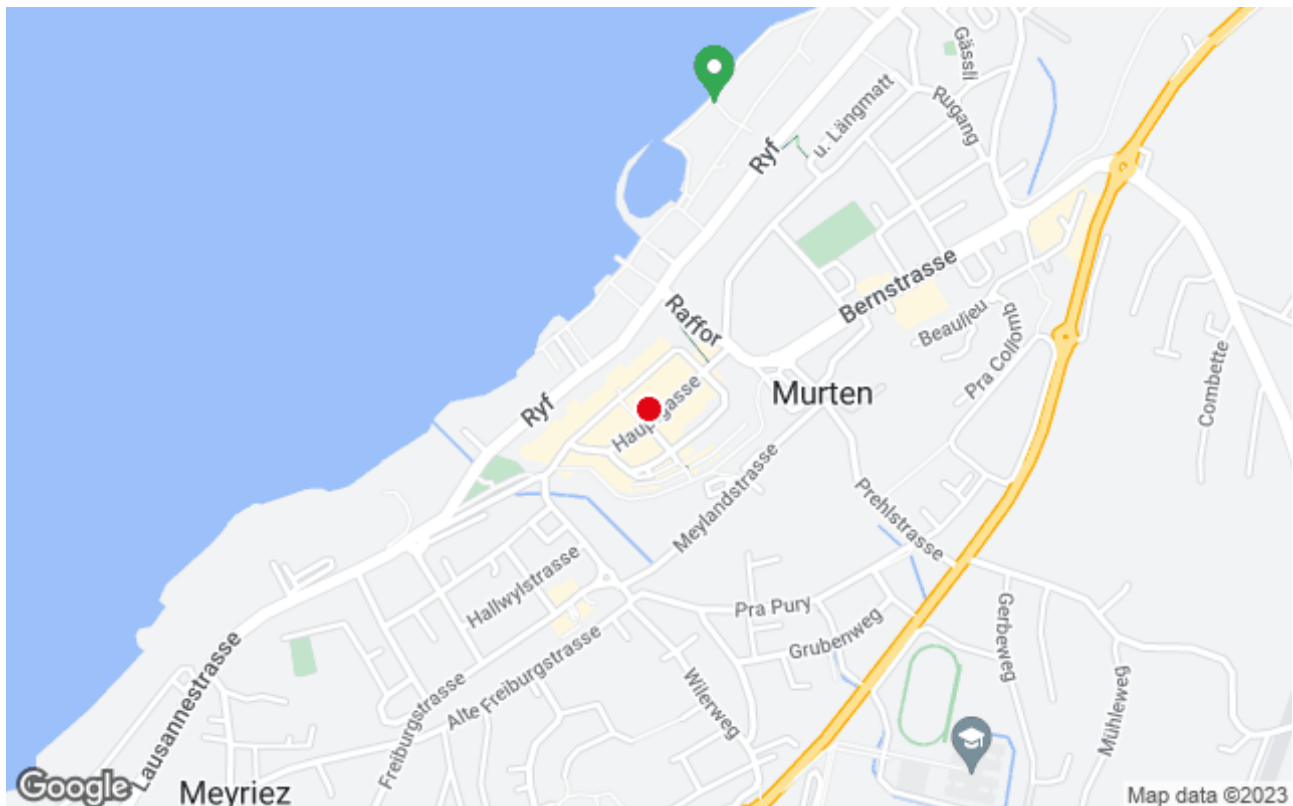 Gässli
Rugang
u. Längmatt
Ryf
Bernstrasse
Raffor
Beaulieu
Pra Collomb
Combette
Murten
Hauptgasse
Ryf
Meylandstrasse
Prehlstrasse
Hallwylstrasse
Pra Pury
Grubenweg
Gerbeweg
Lausannestrasse
Freiburgstrasse
Alte Freiburgstrasse
Wilerweg
Mühleweg
Meyriez
Google
Map data ©2023